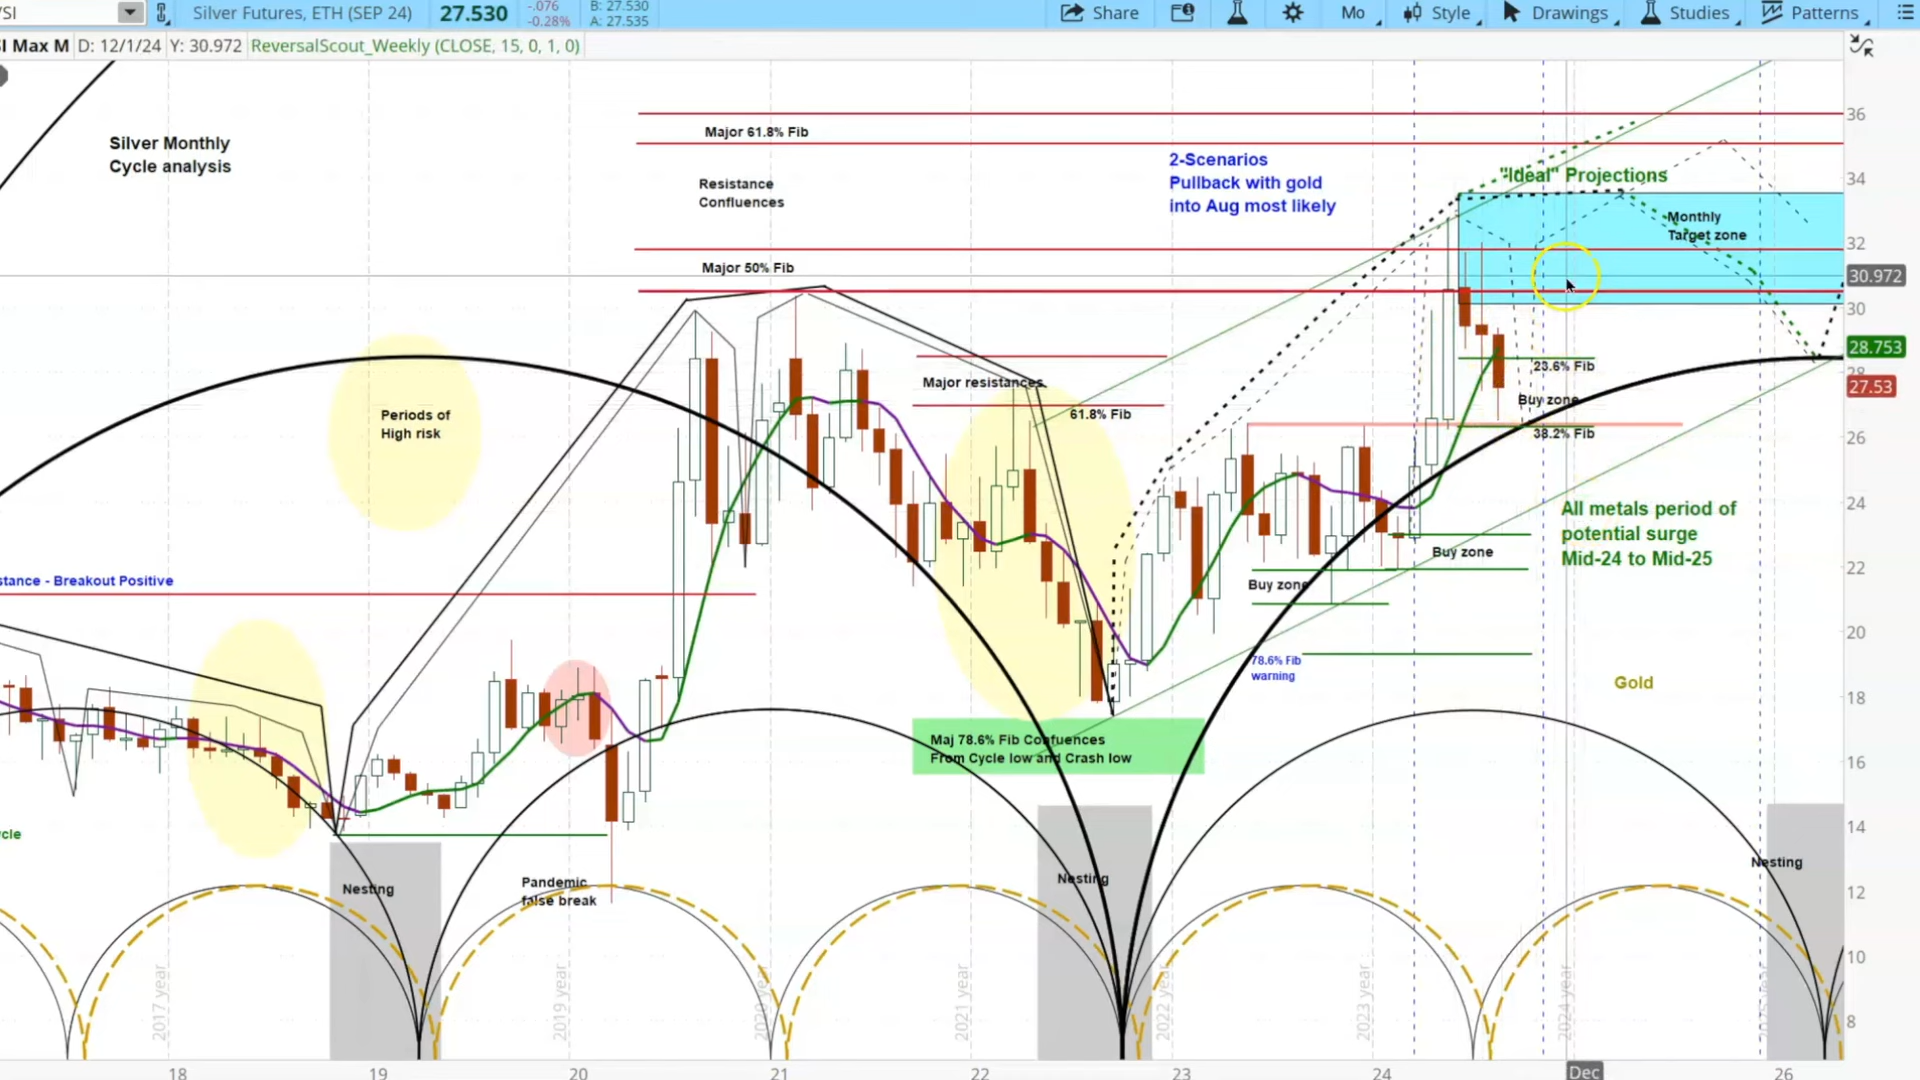 /SI
Silver Futures, ETH (SEP 24)
27.530
-.076
-0.28%
B: 27.530
A: 27.535
Share
Mo
Style
Drawings
Studies
Patterns
SI Max M
D: 12/1/24
Y: 30.972
ReversalScout_Weekly (CLOSE, 15, 0, 1, 0)
Silver Monthly
Cycle analysis
Major 61.8% Fib
Resistance
Confluences
Major 50% Fib
2-Scenarios
Pullback with gold
into Aug most likely
"Ideal" Projections
Monthly
Target zone
Periods of
High risk
Major resistances
61.8% Fib
23.6% Fib
Buy zone
38.2% Fib
All metals period of
potential surge
Mid-24 to Mid-25
Buy zone
Buy zone
78.6% Fib
warning
Gold
stance - Breakout Positive
Maj 78.6% Fib Confuences
From Cycle low and Crash low
ycle
Nesting
Pandemic
false break
Nesting
Nesting
2017 year
2019 year
2020 year
2021 year
2022 year
2023 year
2024 year
2025 year
36
34
32
30.972
30
28.753
28
27.53
26
24
22
20
18
16
14
12
10
8
18
19
20
21
22
23
24
Dec
26